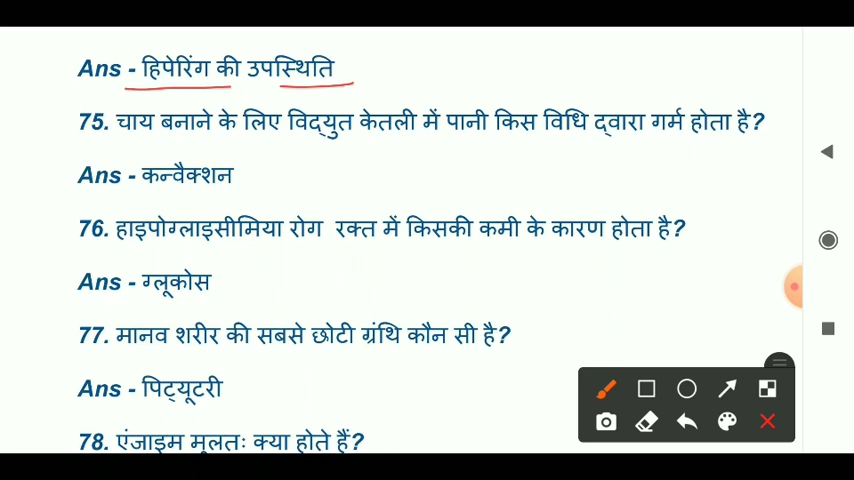 Ans - हिपेरिंग की उपस्थिति
75. चाय बनाने के लिए विद्युत केतली में पानी किस विधि द्वारा गर्म होता है?
Ans - कन्वैक्शन
76. हाइपोग्लाइसीमिया रोग रक्त में किसकी कमी के कारण होता है?
Ans - ग्लूकोस
77. मानव शरीर की सबसे छोटी ग्रंथि कौन सी है?
Ans - पिट्यूटरी
78. एंजाइम मूलतः क्या होते हैं?